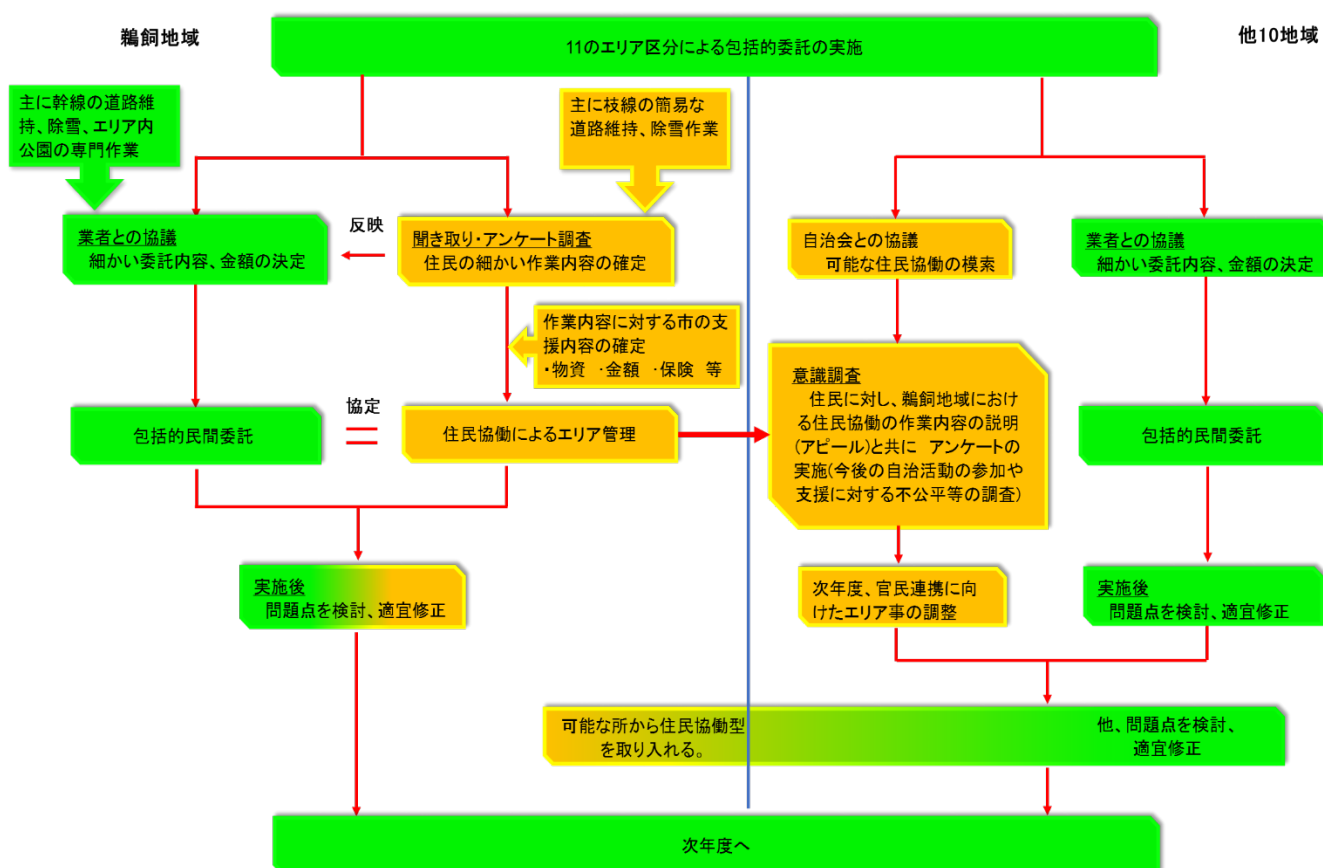 鵜飼地域
11のエリア区分による包括的委託の実施
他10地域
主に幹線の道路維
持、除雪、エリア内
公園の専門作業
主に枝線の簡易な
道路維持、除雪作業
業者との協議
細かい委託内容、金額の決定
反映
聞き取り・アンケート調査
住民の細かい作業内容の確定
自治会との協議
可能な住民協働の模索
業者との協議
細かい委託内容、金額の決定
作業内容に対する市の支
援内容の確定
・物資 ・金額 ・保険 等
意識調査
住民に対し、鵜飼地域におけ
る住民協働の作業内容の説明
(アピール)と共に アンケートの
実施(今後の自治活動の参加や
支援に対する不公平等の調査)
包括的民間委託
協定
住民協働によるエリア管理
包括的民間委託
実施後
問題点を検討、適宜修正
次年度、官民連携に向
けたエリア事の調整
実施後
問題点を検討、適宜修正
可能な所から住民協働型
を取り入れる。
他、問題点を検討、
適宜修正
次年度へ